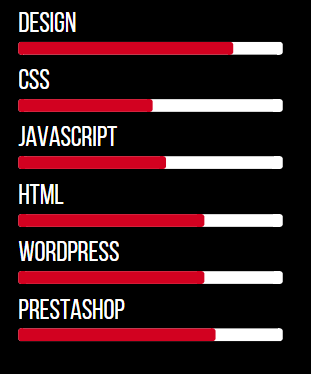 DESIGN
CSS
JAVASCRIPT
HTML
WORDPRESS
PRESTASHOP